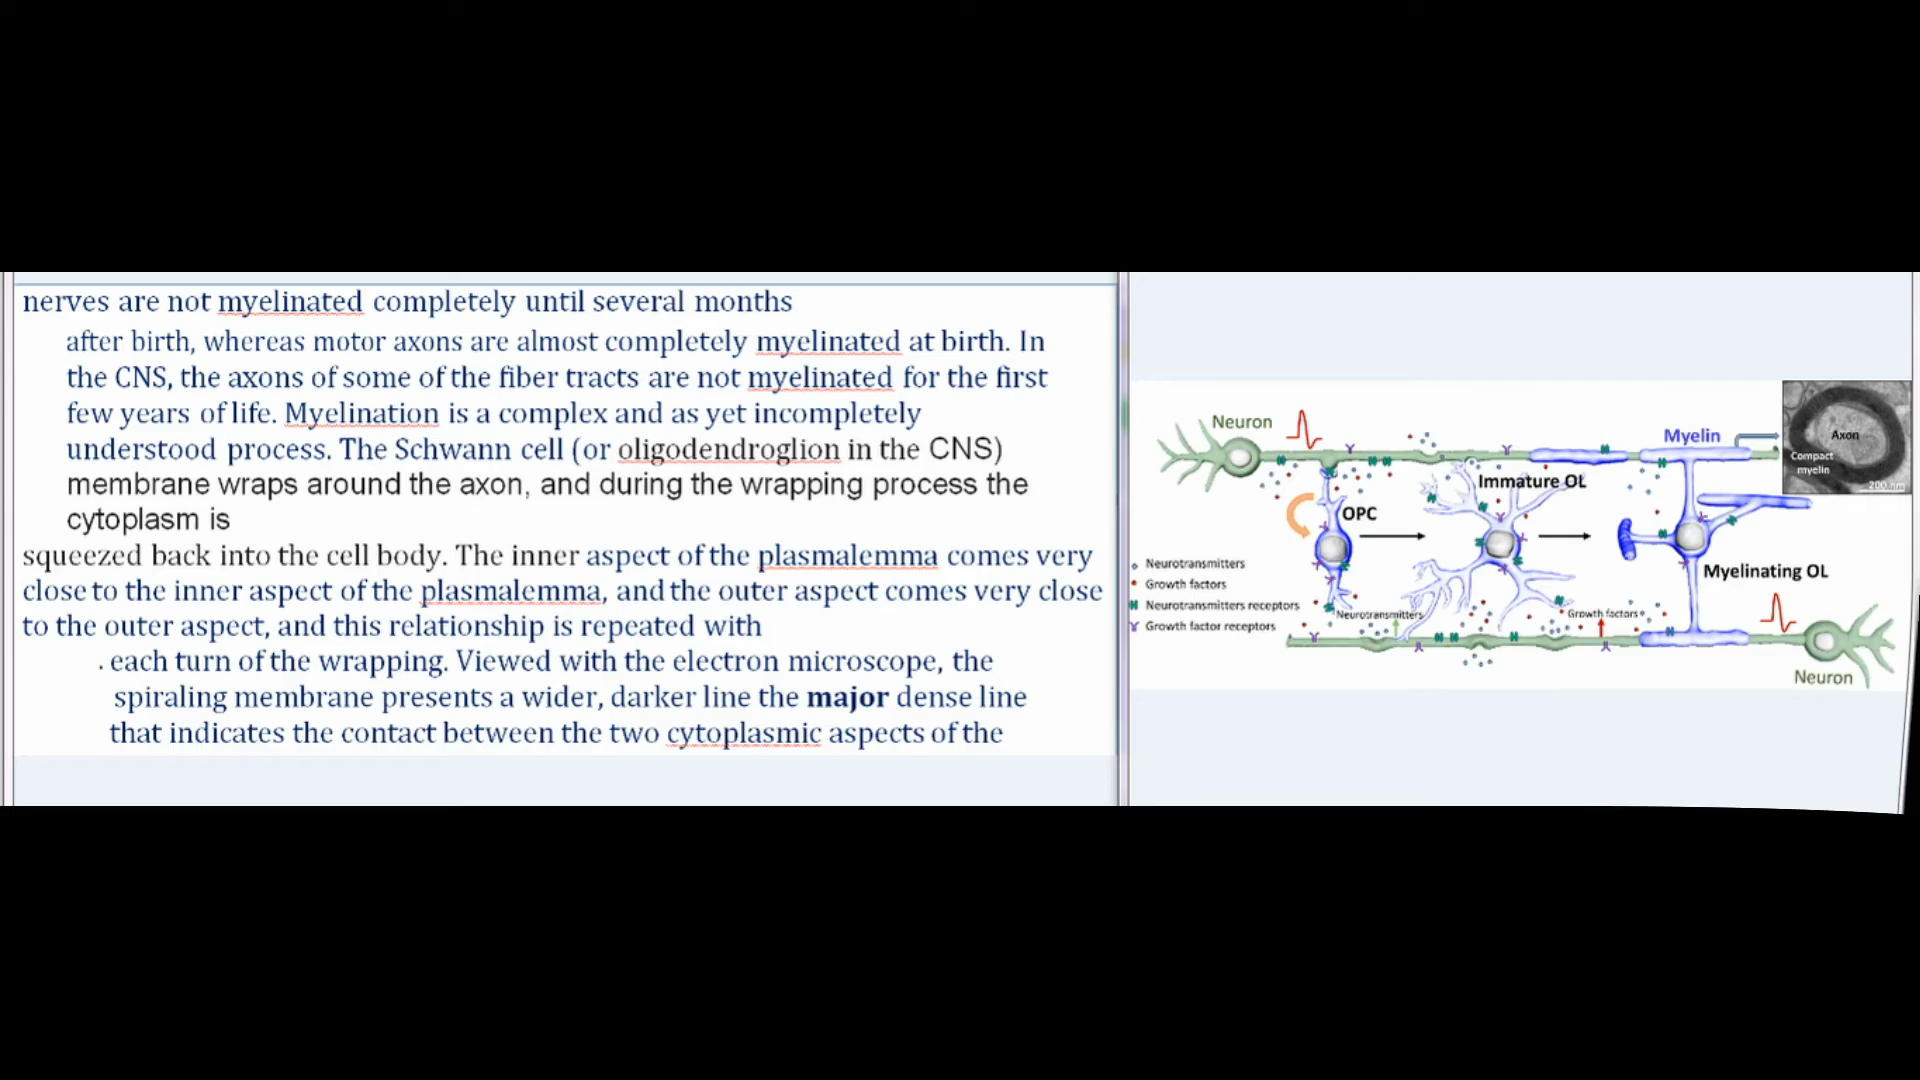 nerves are not myelinated completely until several months
after birth, whereas motor axons are almost completely myelinated at birth. In
the CNS, the axons of some of the fiber tracts are not myelinated for the first
few years of life. Myelination is a complex and as yet incompletely
understood process. The Schwann cell (or oligodendroglion in the CNS)
membrane wraps around the axon, and during the wrapping process the
cytoplasm is
squeezed back into the cell body. The inner aspect of the plasmalemma comes very
close to the inner aspect of the plasmalemma, and the outer aspect comes very close
to the outer aspect, and this relationship is repeated with
. each turn of the wrapping. Viewed with the electron microscope, the
spiraling membrane presents a wider, darker line the major dense line
that indicates the contact between the two cytoplasmic aspects of the
Neuron
Myelin
Axon
Compact
myelin
200 nm
Immature OL
OPC
Myelinating OL
Neurotransmitters
Growth factors
Neurotransmitters receptors
Growth factor receptors
Neurotransmitters
Growth factors
Neuron